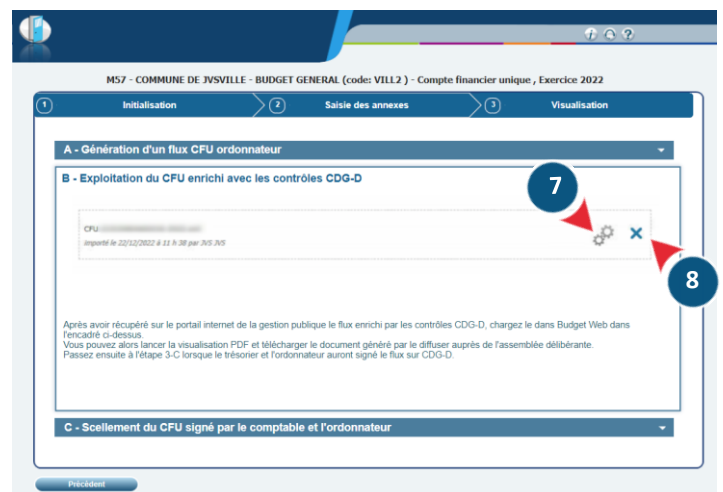 M57 - COMMUNE DE JVSVILLE - BUDGET GENERAL (code: VILL2 ) - Compte financier unique , Exercice 2022
1 Initialisation 2 Saisie des annexes 3 Visualisation
A - Génération d'un flux CFU ordonnateur
B - Exploitation du CFU enrichi avec les contrôles CDG-D
7
CFU
Importé le 22/12/2022 à 11 h 38 par JVS JVS
8
Après avoir récupéré sur le portail internet de la gestion publique le flux enrichi par les contrôles CDG-D, chargez le dans Budget Web dans
l'encadré ci-dessus.
Vous pouvez alors lancer la visualisation PDF et télécharger le document généré par le diffuser auprès de l'assemblée délibérante.
Passez ensuite à l'étape 3-C lorsque le trésorier et l'ordonnateur auront signé le flux sur CDG-D.
C - Scellement du CFU signé par le comptable et l'ordonnateur
Précédent